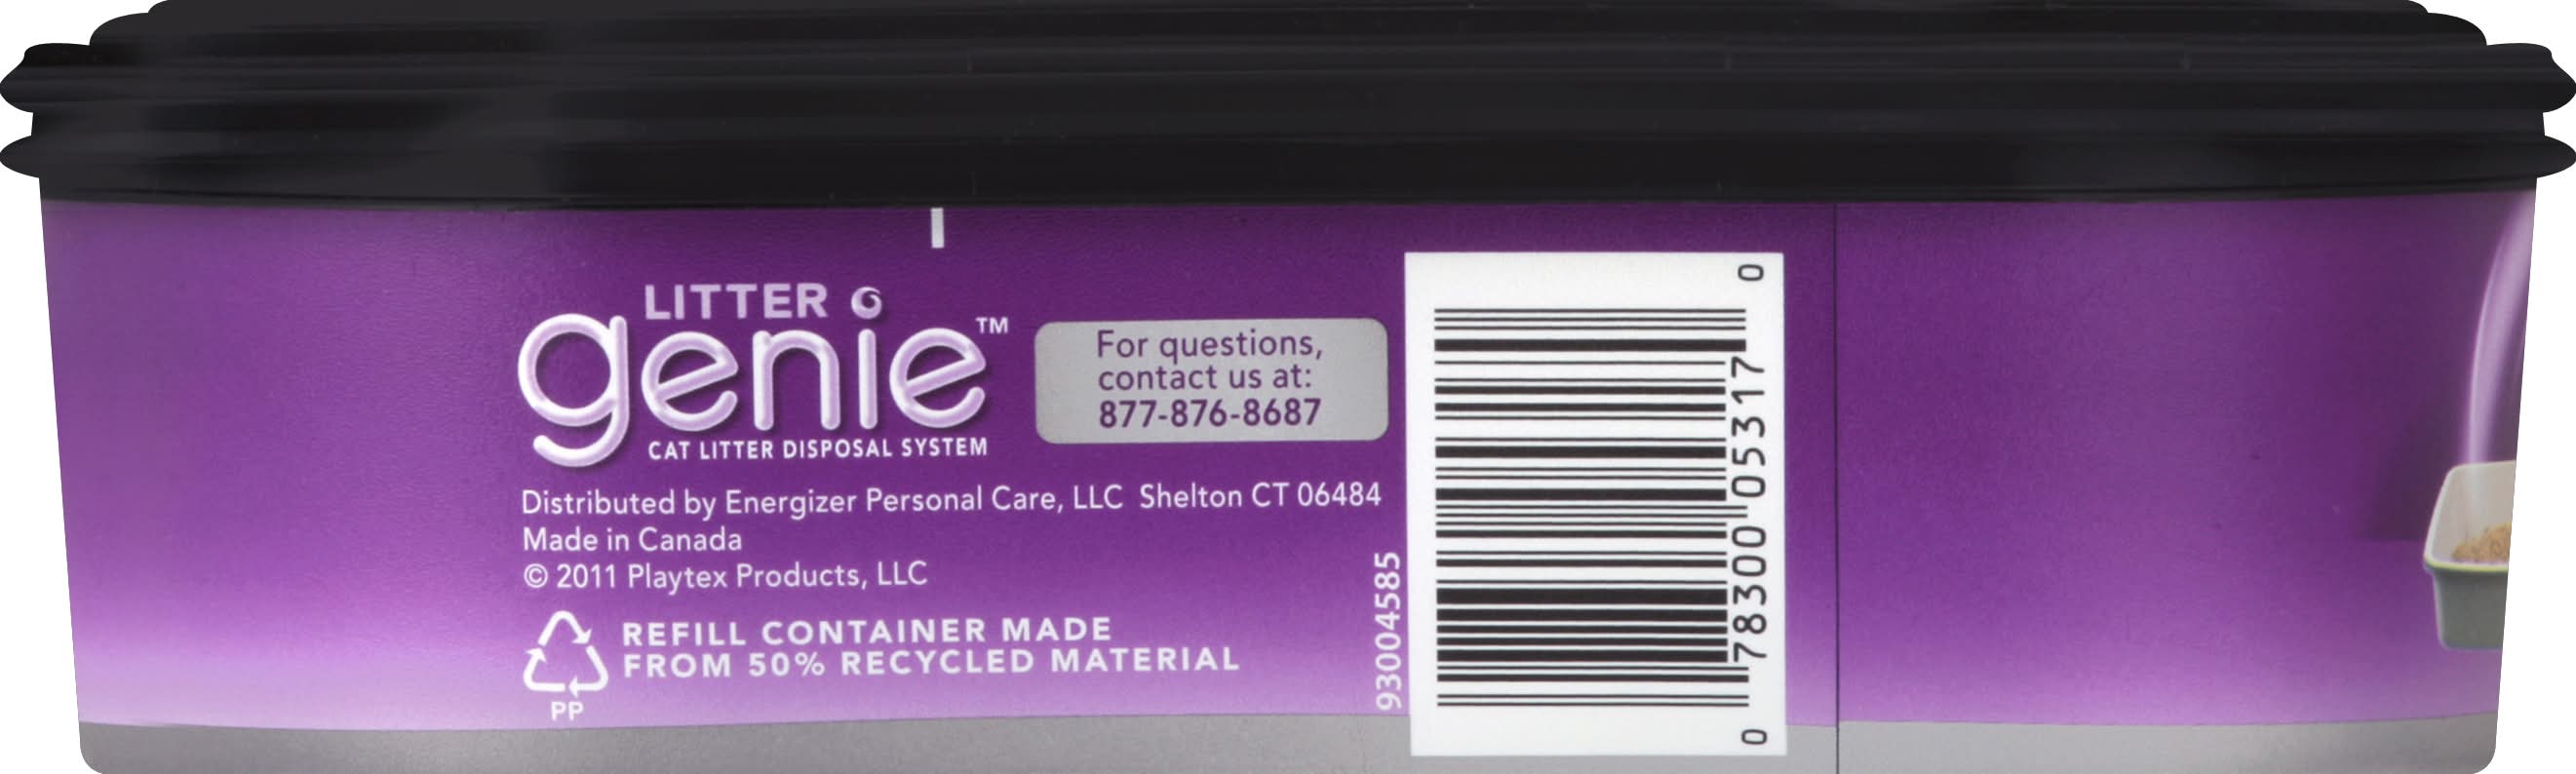 LITTER
genie™
CAT LITTER DISPOSAL SYSTEM
For questions,
contact us at:
877-876-8687
Distributed by Energizer Personal Care, LLC Shelton CT 06484
Made in Canada
© 2011 Playtex Products, LLC
REFILL CONTAINER MADE
FROM 50% RECYCLED MATERIAL
PP
930045​85
0 78300 05317 0